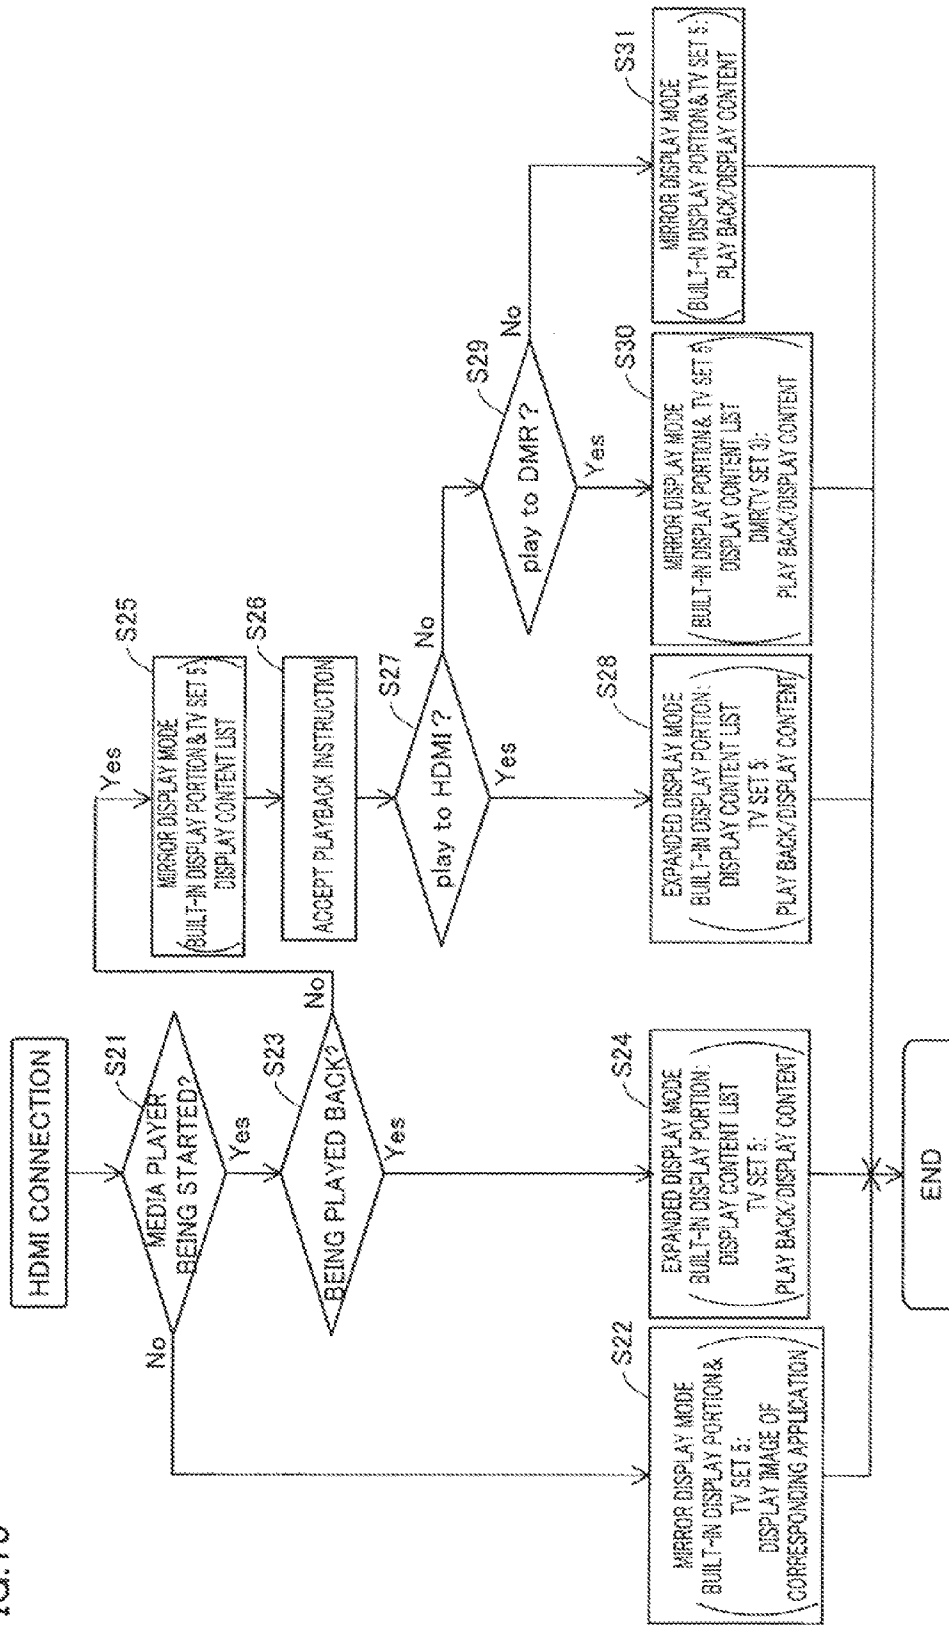 HDMI CONNECTION
S21
MEDIA PLAYER
BEING STARTED?
No
Yes
S23
BEING PLAYED BACK?
No
Yes
Yes
S25
MIRROR DISPLAY MODE
BUILT-IN DISPLAY PORTION & TV SET 5:
DISPLAY CONTENT LIST
S26
ACCEPT PLAYBACK INSTRUCTION
S27
play to HDMI?
No
Yes
S29
play to DMR?
No
Yes
S22
MIRROR DISPLAY MODE
BUILT-IN DISPLAY PORTION &
TV SET 5:
DISPLAY IMAGE OF
CORRESPONDING APPLICATION
S24
EXPANDED DISPLAY MODE
BUILT-IN DISPLAY PORTION:
DISPLAY CONTENT LIST
TV SET 5:
PLAY BACK/DISPLAY CONTENT
S28
EXPANDED DISPLAY MODE
BUILT-IN DISPLAY PORTION:
DISPLAY CONTENT LIST
TV SET 5:
PLAY BACK/DISPLAY CONTENT
S30
MIRROR DISPLAY MODE
BUILT-IN DISPLAY PORTION & TV SET 5:
DISPLAY CONTENT LIST
DMR(TV SET 3):
PLAY BACK/DISPLAY CONTENT
S31
MIRROR DISPLAY MODE
BUILT-IN DISPLAY PORTION & TV SET 5:
PLAY BACK/DISPLAY CONTENT
END